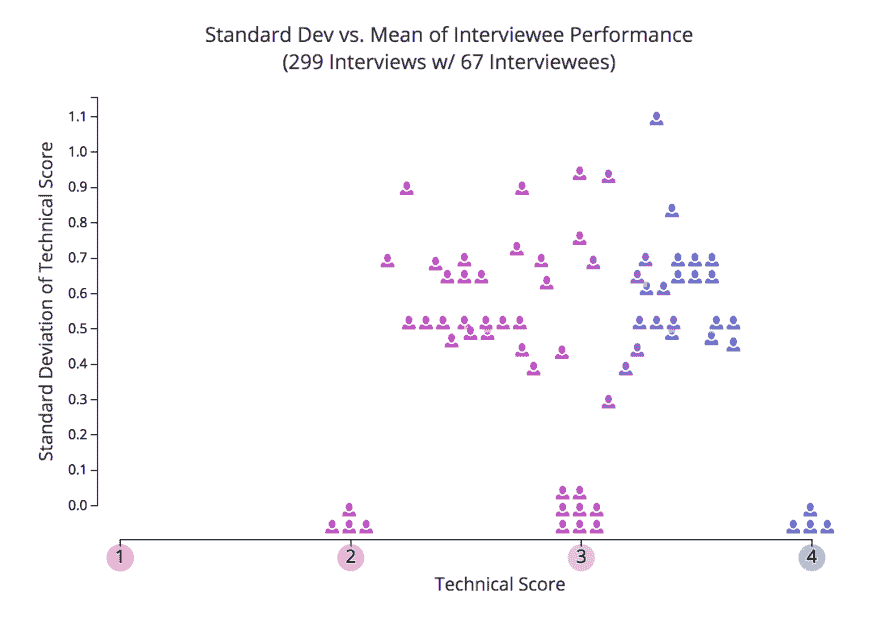 Standard Dev vs. Mean of Interviewee Performance
(299 Interviews w/ 67 Interviewees)
Standard Deviation of Technical Score
1.1
1.0
0.9
0.8
0.7
0.6
0.5
0.4
0.3
0.2
0.1
0.0
1 2 3 4
Technical Score